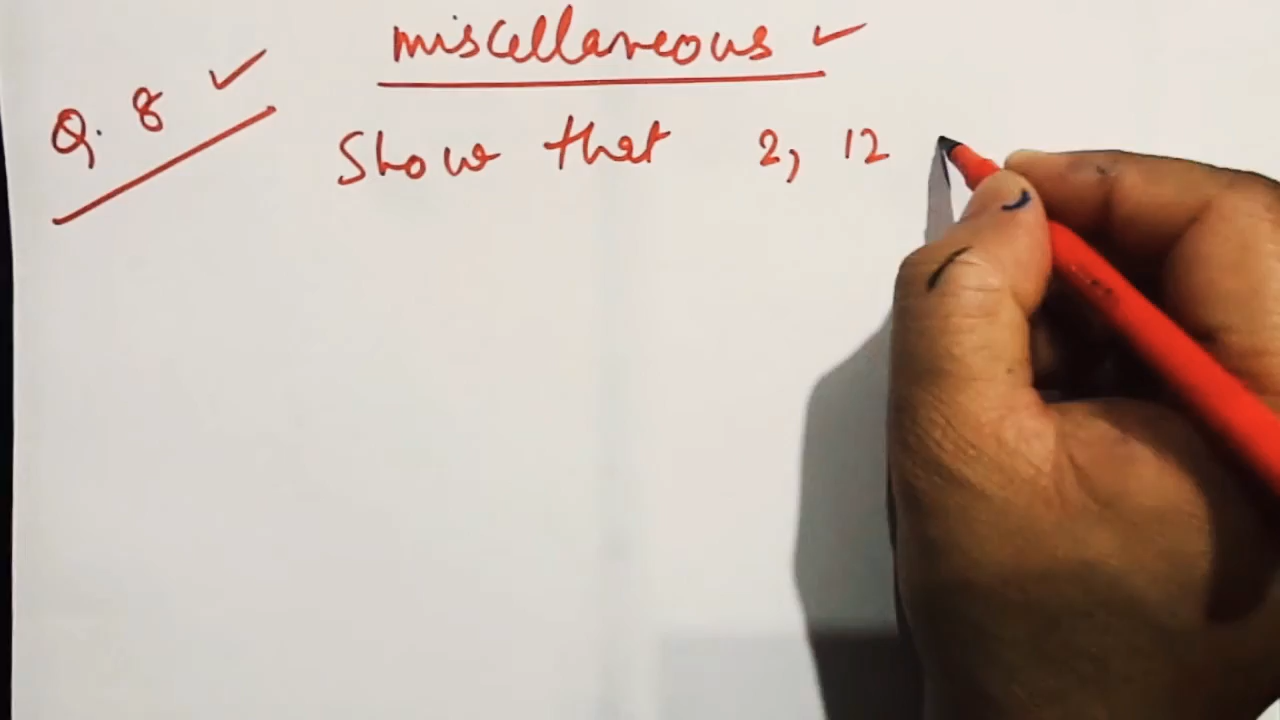 miscellaneous ✓
Q. 8 ✓
Show that 2, 12